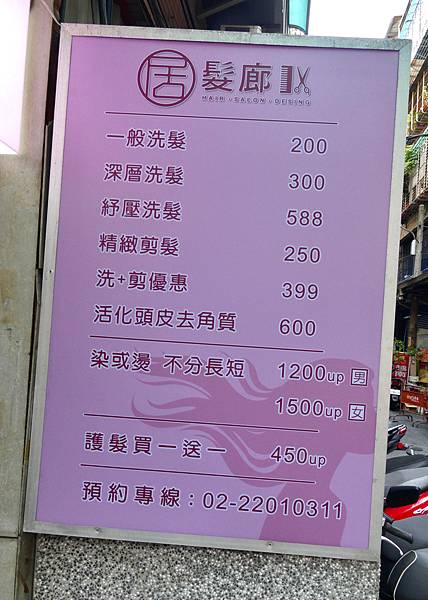 居 髮廊
HAIR SALON DESING
一般洗髮 200
深層洗髮 300
紓壓洗髮 588
精緻剪髮 250
洗+剪優惠 399
活化頭皮去角質 600
染或燙 不分長短 1200up 男
1500up 女
護髮買一送一 450up
預約專線：02-22010311